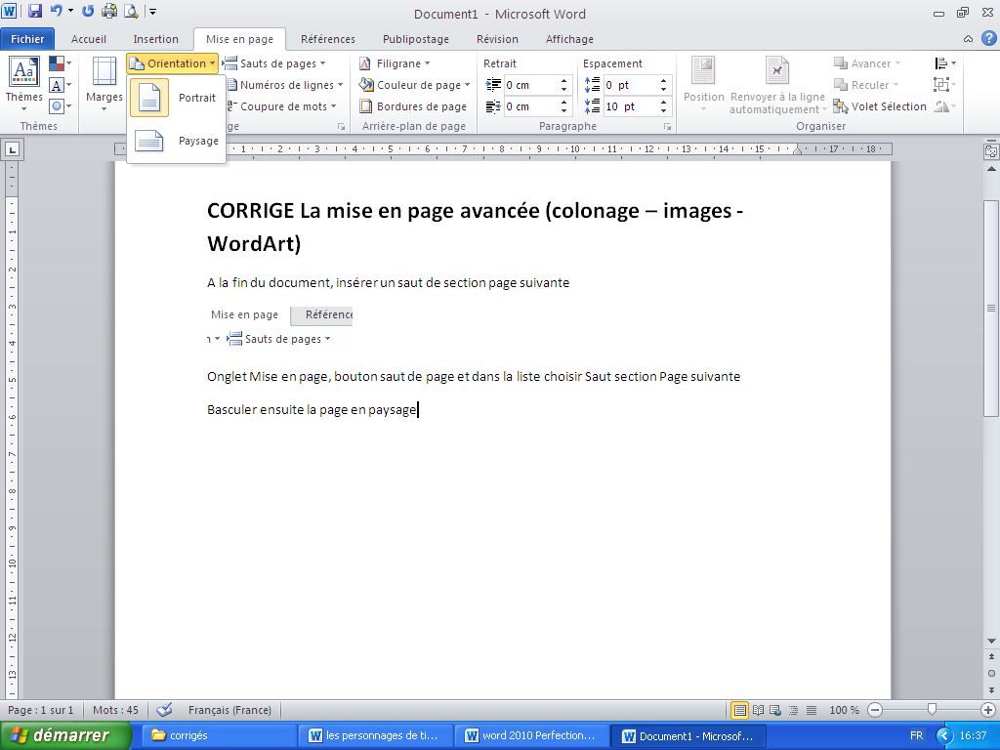 Document1 - Microsoft Word
Fichier Accueil Insertion Mise en page Références Publipostage Révision Affichage
Thèmes
Thèmes
Marges
Orientation
Portrait
Paysage
Sauts de pages
Numéros de lignes
Coupure de mots
ge
Filigrane
Couleur de page
Bordures de page
Arrière-plan de page
Retrait Espacement
0 cm 0 pt
0 cm 10 pt
Paragraphe
Position
Renvoyer à la ligne
automatiquement
Avancer
Reculer
Volet Sélection
Organiser
1 2 3 4 5 6 7 8 9 10 11 12 13 14 15 17 18
CORRIGE La mise en page avancée (colonage – images -
WordArt)
A la fin du document, insérer un saut de section page suivante
Mise en page Référence
Sauts de pages
Onglet Mise en page, bouton saut de page et dans la liste choisir Saut section Page suivante
Basculer ensuite la page en paysage
1
2
3
4
5
6
7
8
9
10
11
12
13
Page : 1 sur 1 Mots : 45 Français (France) 100 %
démarrer corrigés les personnages de ti... word 2010 Perfection... Document1 - Microsof... FR 16:37